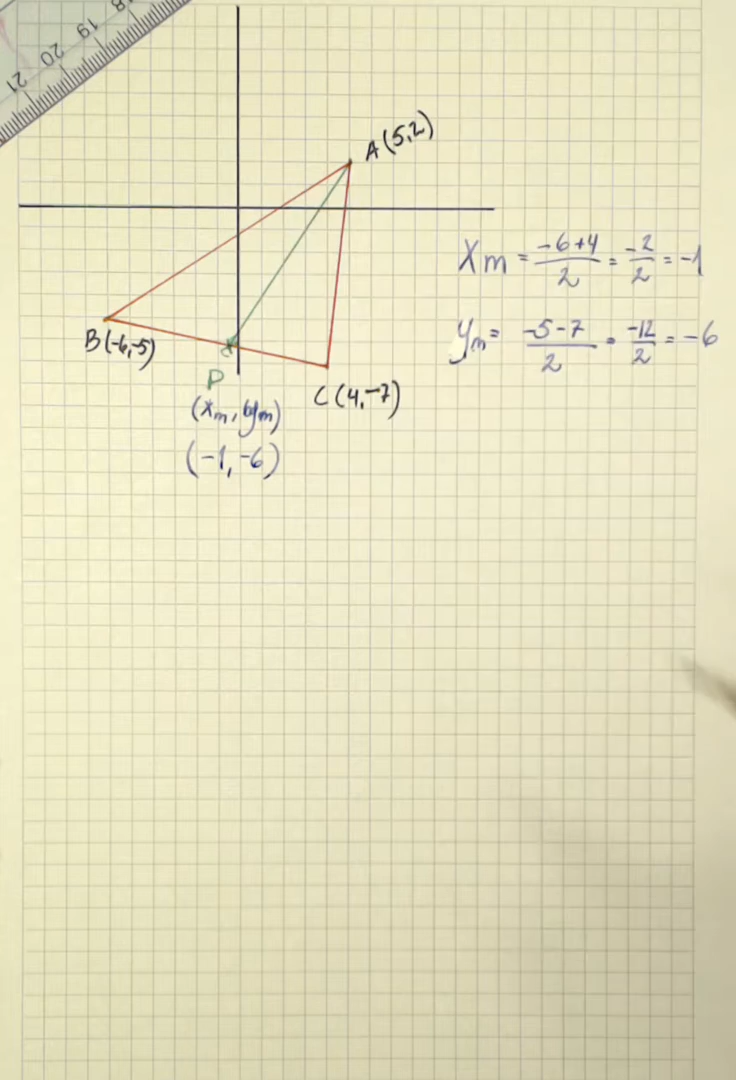 18
19
20
21
A(5,2)
Xm = -6+4/2 = -2/2 = -1
ym = -5-7/2 = -12/2 = -6
B(-6,-5)
P
C(4,-7)
(xm, ym)
(-1,-6)